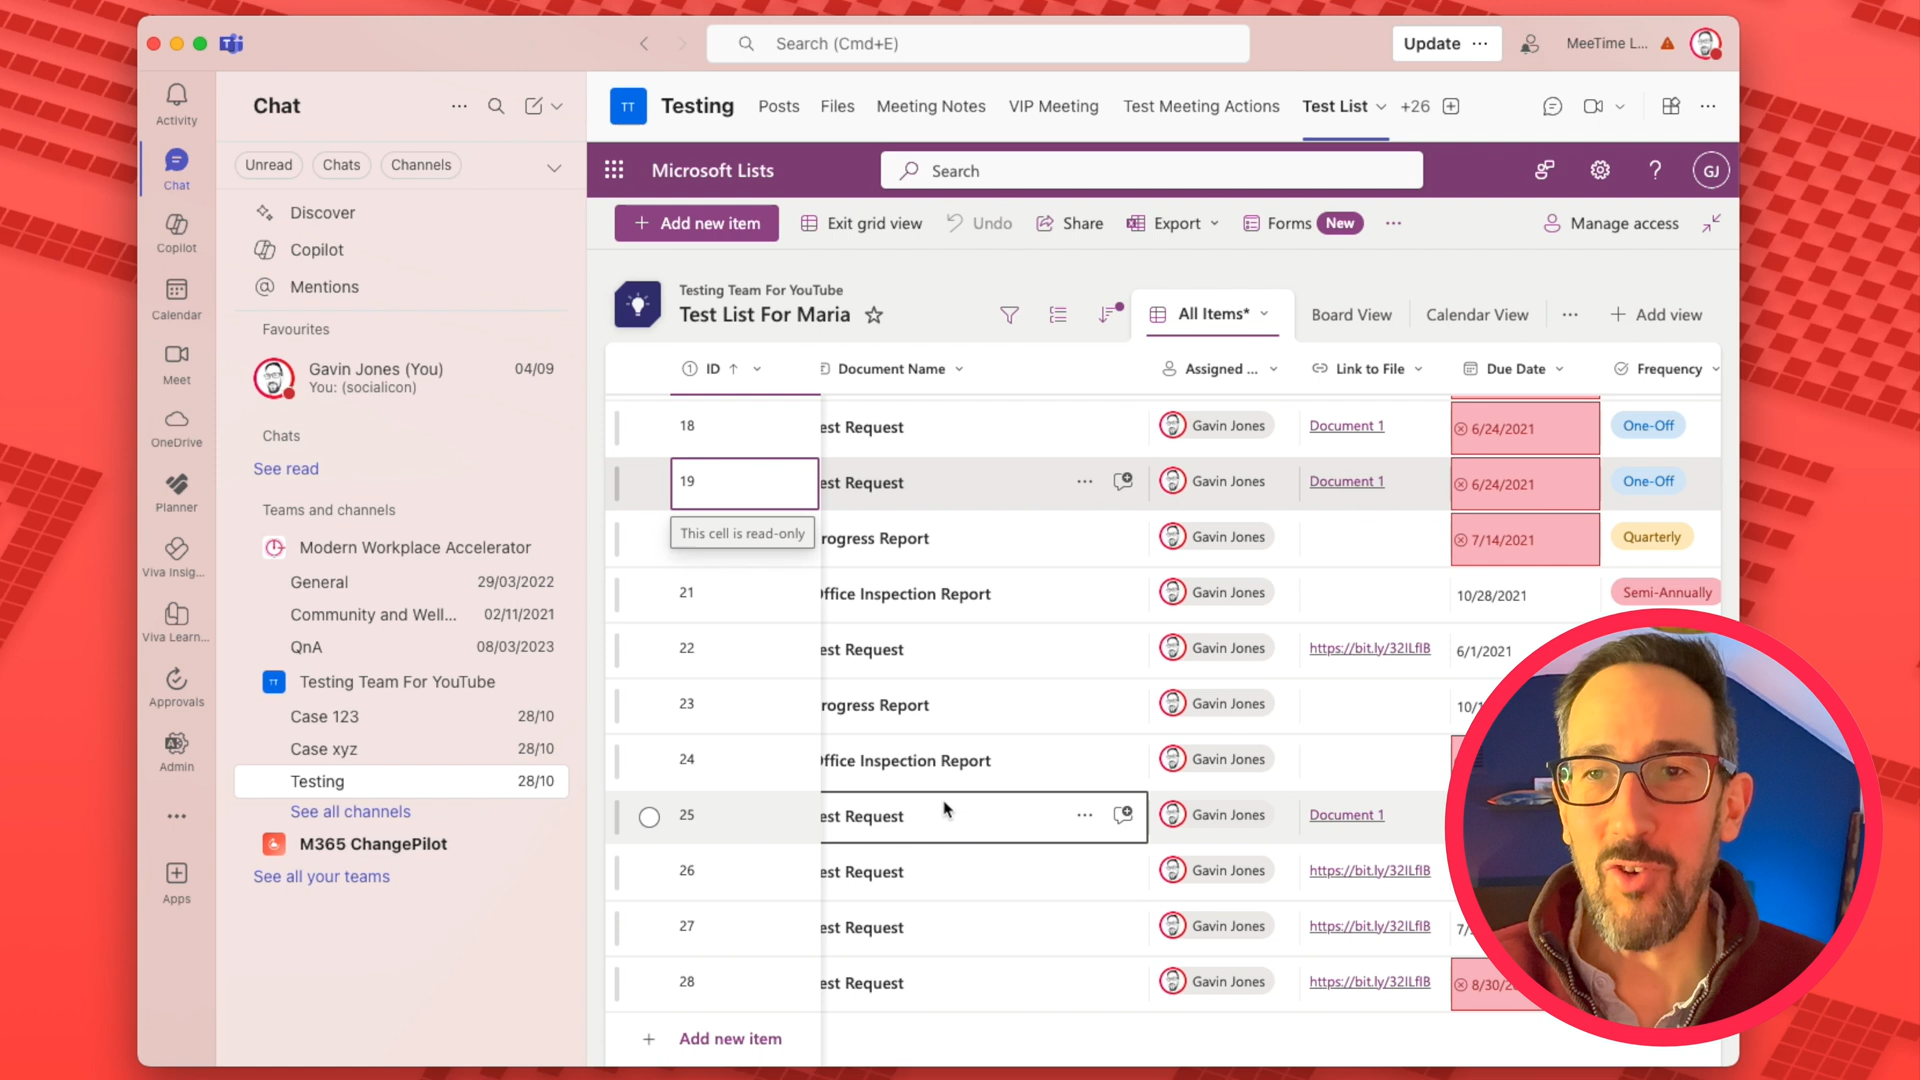 Search (Cmd+E)
Update ···
MeeTime L...
Activity
Chat
Copilot
Calendar
Meet
OneDrive
Planner
Viva Insig...
Viva Learn...
Approvals
Admin
Apps
Chat
Unread
Chats
Channels
Discover
Copilot
Mentions
Favourites
Gavin Jones (You) 04/09
You: (socialicon)
Chats
See read
Teams and channels
Modern Workplace Accelerator
General 29/03/2022
Community and Well... 02/11/2021
QnA 08/03/2023
TT Testing Team For YouTube
Case 123 28/10
Case xyz 28/10
Testing 28/10
See all channels
M365 ChangePilot
See all your teams
TT Testing Posts Files Meeting Notes VIP Meeting Test Meeting Actions Test List +26
Microsoft Lists
Search
? GJ
+ Add new item Exit grid view Undo Share Export Forms New ··· Manage access
Testing Team For YouTube
Test List For Maria
All Items* Board View Calendar View ··· + Add view
ID Document Name Assigned ... Link to File Due Date Frequency
18 est Request Gavin Jones Document 1 6/24/2021 One-Off
19 est Request ··· Gavin Jones Document 1 6/24/2021 One-Off
This cell is read-only
rogress Report Gavin Jones 7/14/2021 Quarterly
21 ffice Inspection Report Gavin Jones 10/28/2021 Semi-Annually
22 est Request Gavin Jones https://bit.ly/32ILfIB 6/1/2021
23 rogress Report Gavin Jones 10/1
24 ffice Inspection Report Gavin Jones
25 est Request ··· Gavin Jones Document 1
26 est Request Gavin Jones https://bit.ly/32ILfIB
27 est Request Gavin Jones https://bit.ly/32ILfIB 7/
28 est Request Gavin Jones https://bit.ly/32ILfIB 8/30/2
+ Add new item